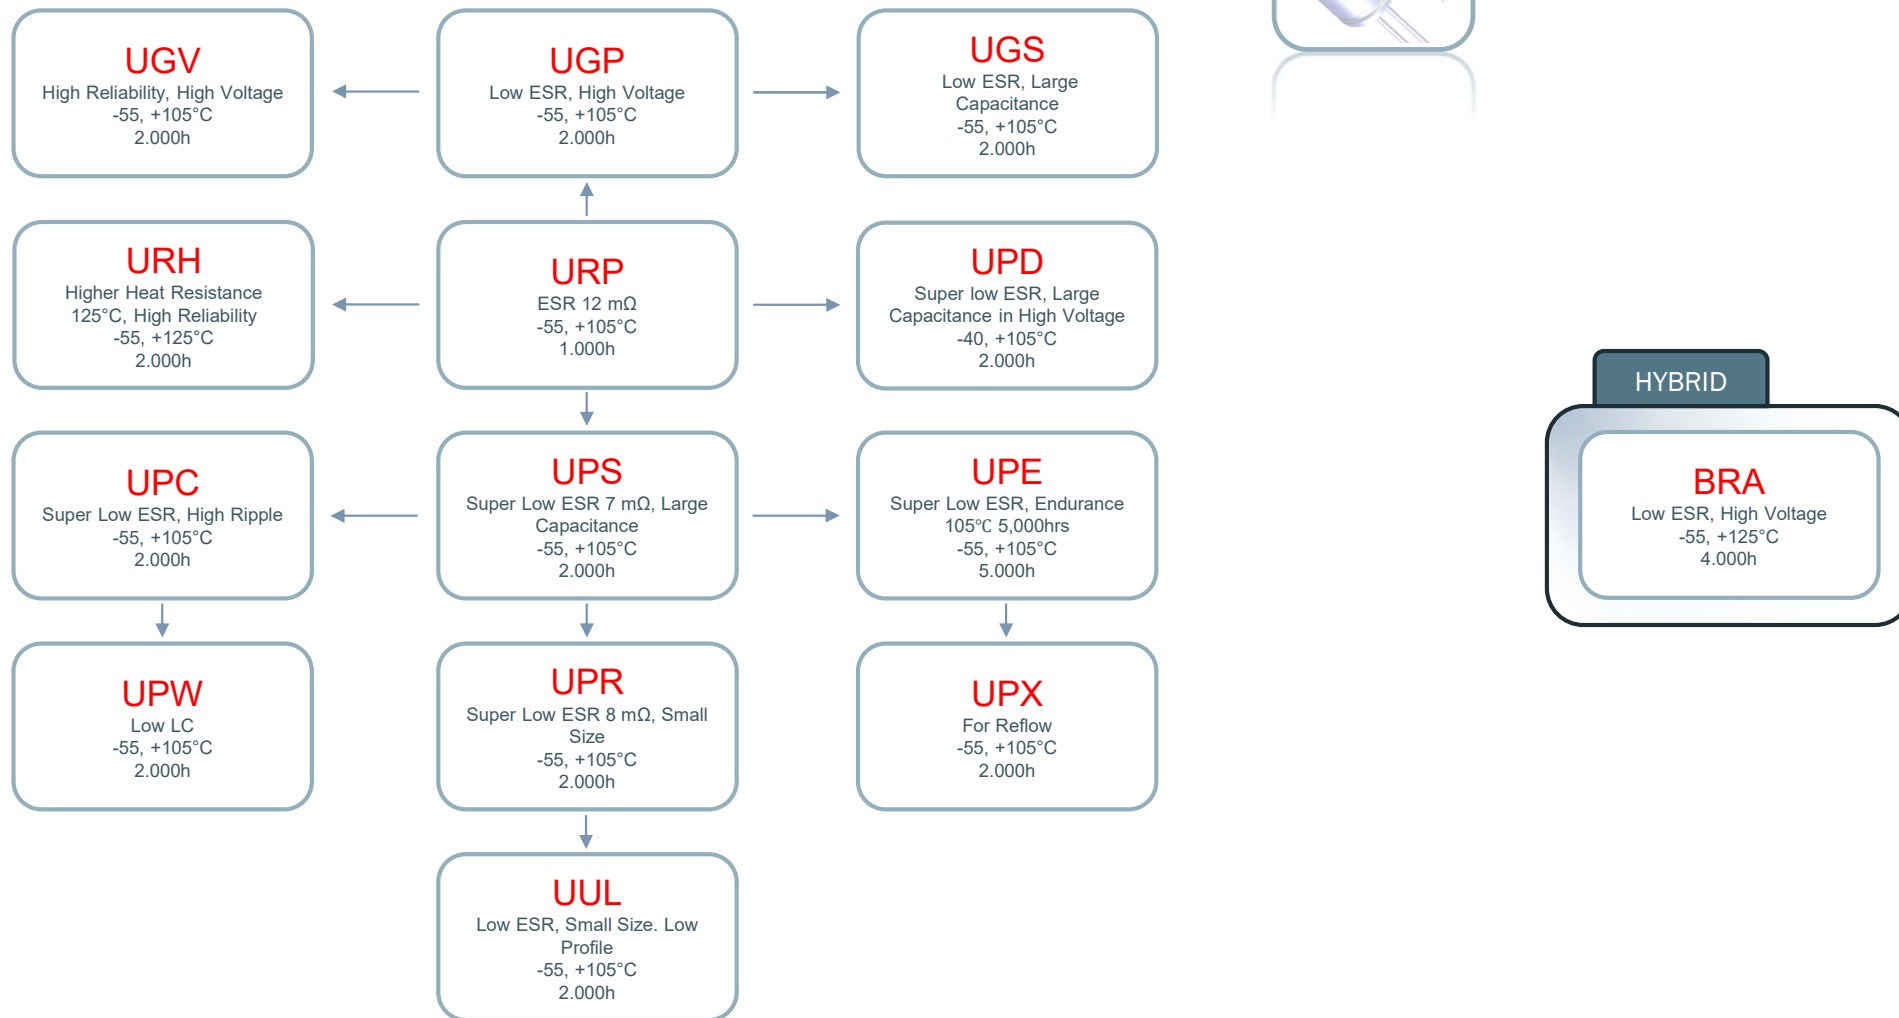 UGV
High Reliability, High Voltage
-55, +105°C
2.000h
UGP
Low ESR, High Voltage
-55, +105°C
2.000h
UGS
Low ESR, Large
Capacitance
-55, +105°C
2.000h
URH
Higher Heat Resistance
125°C, High Reliability
-55, +125°C
2.000h
URP
ESR 12 mΩ
-55, +105°C
1.000h
UPD
Super low ESR, Large
Capacitance in High Voltage
-40, +105°C
2.000h
UPC
Super Low ESR, High Ripple
-55, +105°C
2.000h
UPS
Super Low ESR 7 mΩ, Large
Capacitance
-55, +105°C
2.000h
UPE
Super Low ESR, Endurance
105℃ 5,000hrs
-55, +105°C
5.000h
HYBRID
BRA
Low ESR, High Voltage
-55, +125°C
4.000h
UPW
Low LC
-55, +105°C
2.000h
UPR
Super Low ESR 8 mΩ, Small
Size
-55, +105°C
2.000h
UPX
For Reflow
-55, +105°C
2.000h
UUL
Low ESR, Small Size. Low
Profile
-55, +105°C
2.000h